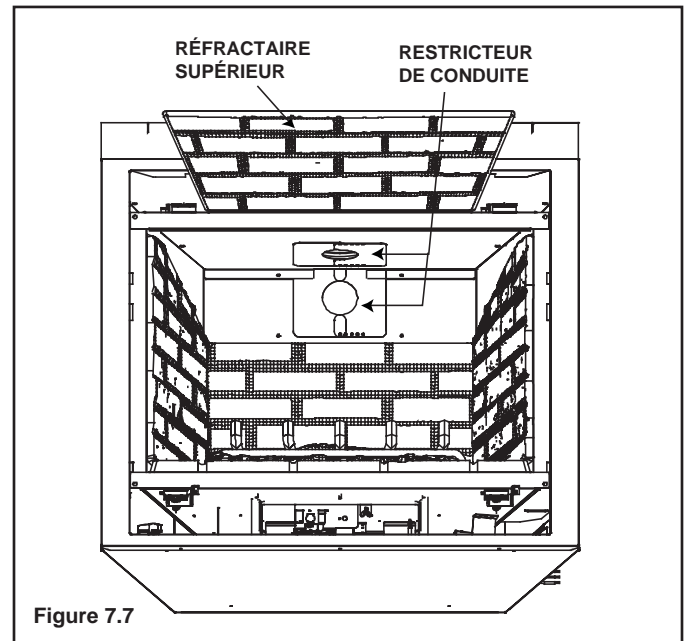 RÉFRACTAIRE
SUPÉRIEUR
RESTRICTEUR
DE CONDUITE
Figure 7.7